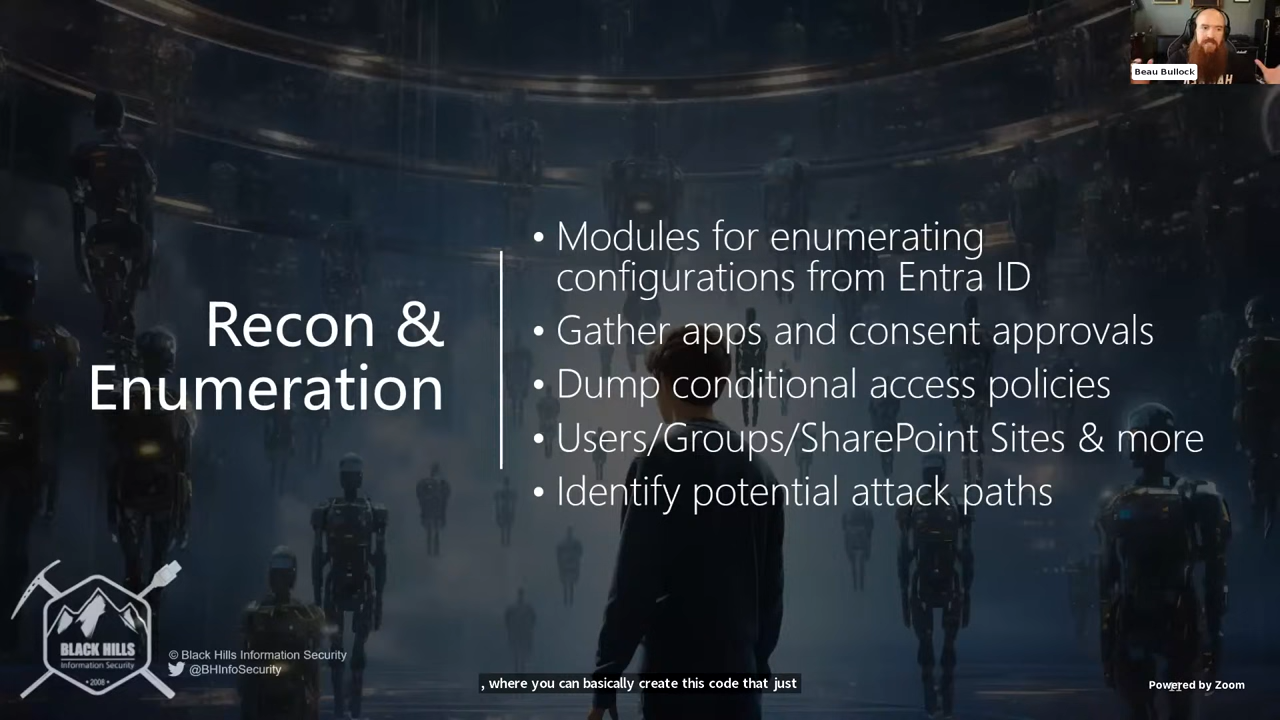 Beau Bullock
Recon &
Enumeration
• Modules for enumerating
configurations from Entra ID
• Gather apps and consent approvals
• Dump conditional access policies
• Users/Groups/SharePoint Sites & more
• Identify potential attack paths
BLACK HILLS
Information Security
• 2008 •
© Black Hills Information Security
@BHInfoSecurity
, where you can basically create this code that just
Powered by Zoom